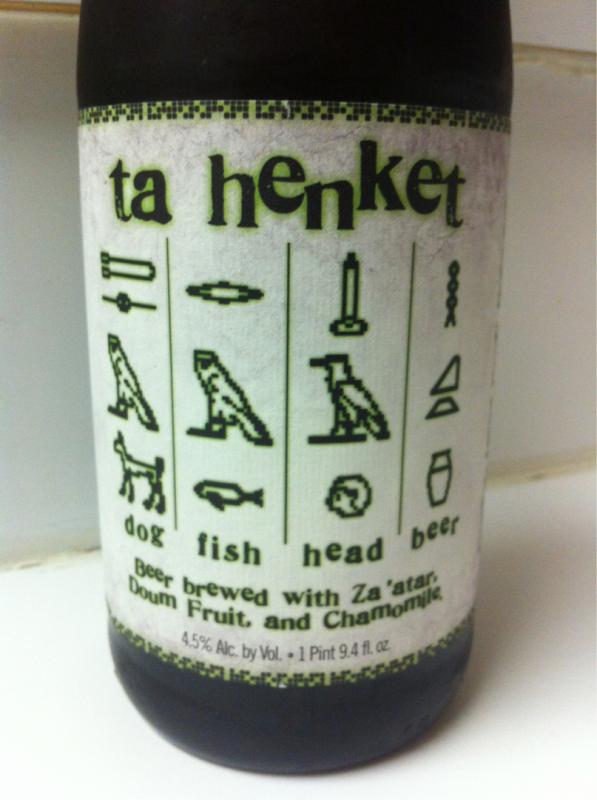 ta henket
dog fish head beer
Beer brewed with Za'atar,
Doum Fruit, and Chamomile
4.5% Alc. by Vol. • 1 Pint 9.4 fl. oz.